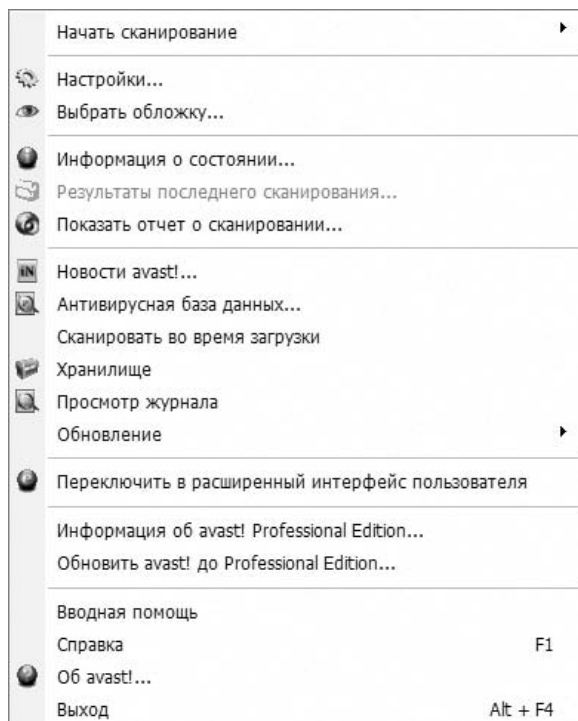 Начать сканирование
Настройки...
Выбрать обложку...
Информация о состоянии...
Результаты последнего сканирования...
Показать отчет о сканировании...
Новости avast!...
Антивирусная база данных...
Сканировать во время загрузки
Хранилище
Просмотр журнала
Обновление
Переключить в расширенный интерфейс пользователя
Информация об avast! Professional Edition...
Обновить avast! до Professional Edition...
Вводная помощь
Справка F1
Об avast!...
Выход Alt + F4